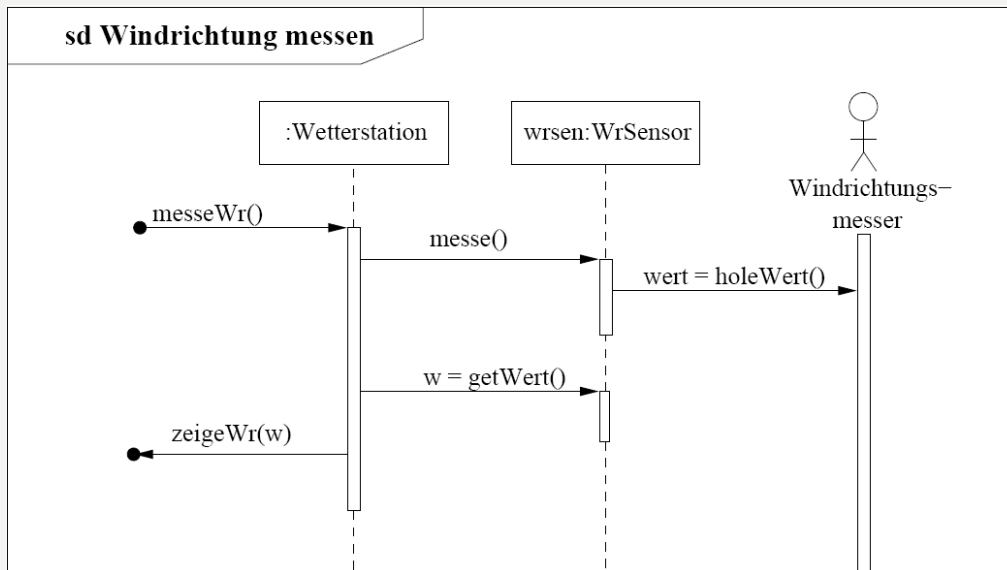 sd Windrichtung messen
:Wetterstation
wrsen:WrSensor
Windrichtungs−
messer
messeWr()
messe()
wert = holeWert()
w = getWert()
zeigeWr(w)